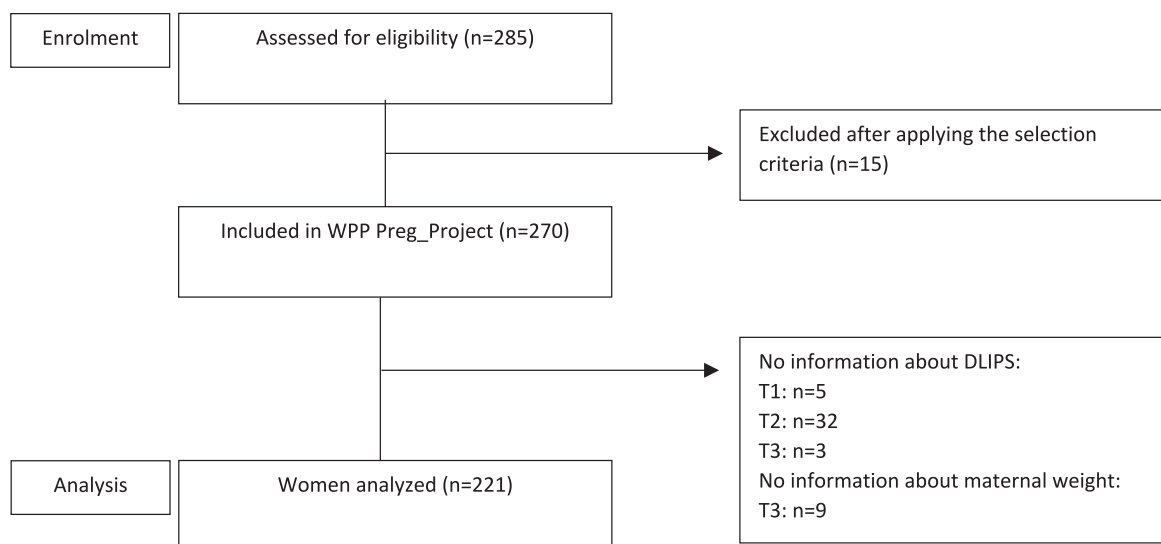 Enrolment
Assessed for eligibility (n=285)
Excluded after applying the selection
criteria (n=15)
Included in WPP Preg_Project (n=270)
No information about DLIPS:
T1: n=5
T2: n=32
T3: n=3
No information about maternal weight:
T3: n=9
Analysis
Women analyzed (n=221)